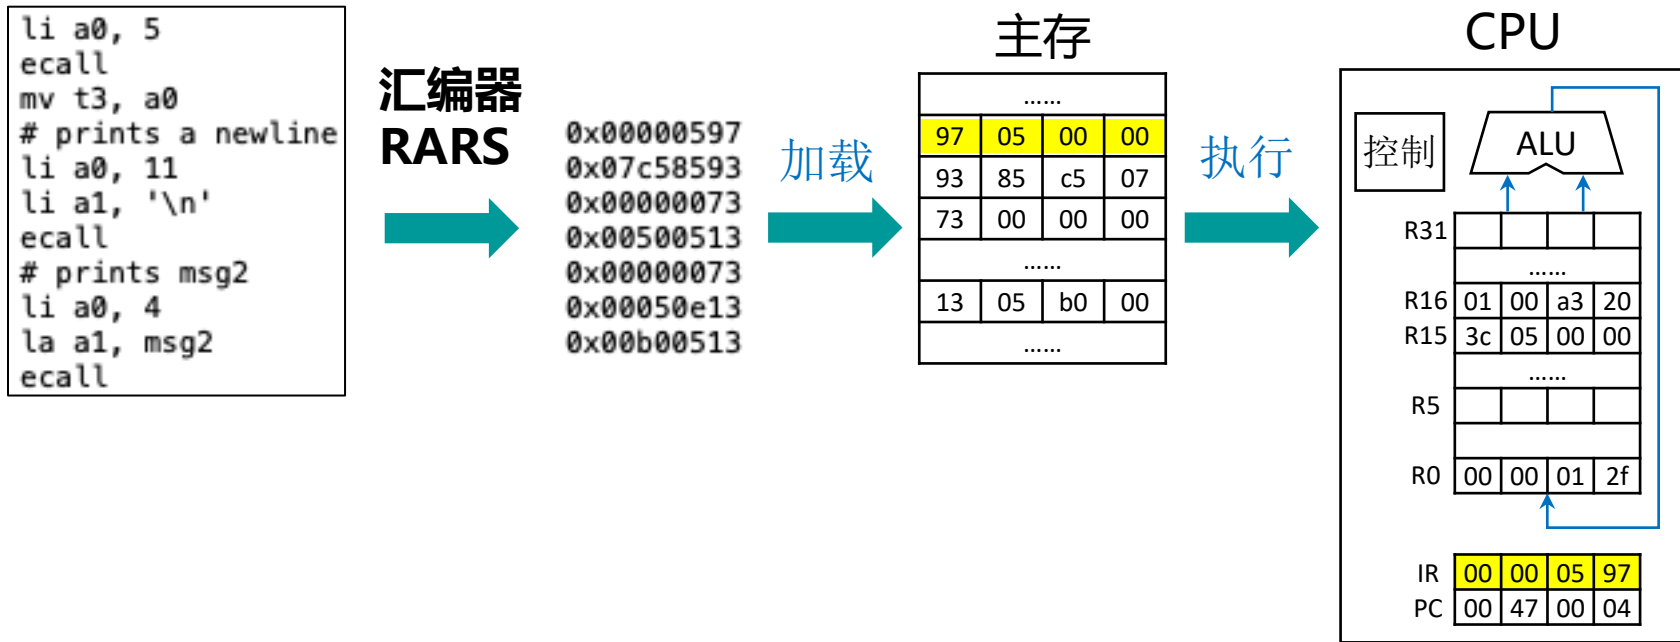 li a0, 5
ecall
mv t3, a0
# prints a newline
li a0, 11
li a1, '\n'
ecall
# prints msg2
li a0, 4
la a1, msg2
ecall
汇编器
RARS
0x00000597
0x07c58593
0x00000073
0x00500513
0x00000073
0x00050e13
0x00b00513
加载
主存
......
97 05 00 00
93 85 c5 07
73 00 00 00
......
13 05 b0 00
......
执行
CPU
控制
ALU
R31
......
R16 01 00 a3 20
R15 3c 05 00 00
......
R5
R0 00 00 01 2f
IR 00 00 05 97
PC 00 47 00 04